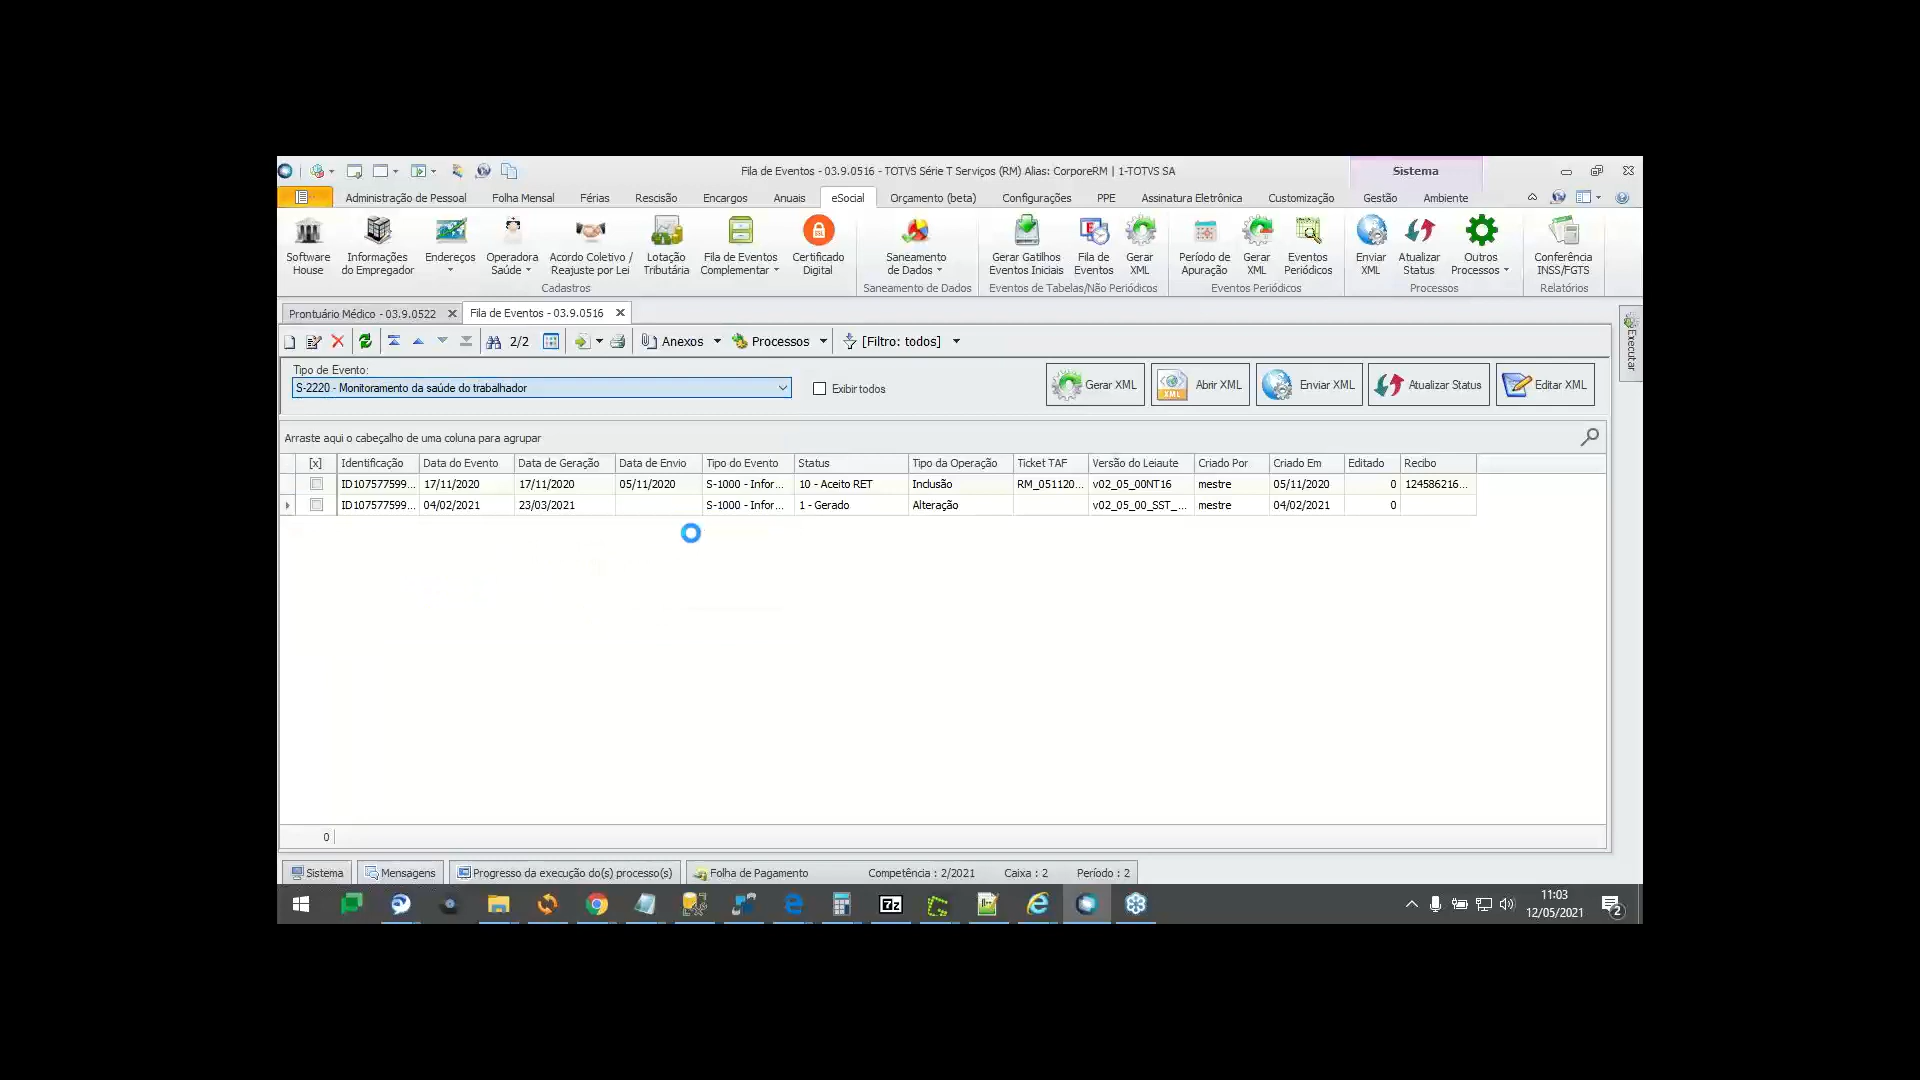 Fila de Eventos - 03.9.0516 - TOTVS Série T Serviços (RM) Alias: CorporeRM | 1-TOTVS SA
Sistema
Administração de Pessoal Folha Mensal Férias Rescisão Encargos Anuais eSocial Orçamento (beta) Configurações PPE Assinatura Eletrônica Customização Gestão Ambiente
Software House
Informações do Empregador
Endereços
Operadora Saúde
Acordo Coletivo / Reajuste por Lei
Lotação Tributária
Fila de Eventos Complementar
Certificado Digital
Saneamento de Dados
Gerar Gatilhos Eventos Iniciais
Fila de Eventos
Gerar XML
Período de Apuração
Gerar XML
Eventos Periódicos
Enviar XML
Atualizar Status
Outros Processos
Conferência INSS/FGTS
Cadastros Saneamento de Dados Eventos de Tabelas/Não Periódicos Eventos Periódicos Processos Relatórios
Prontuário Médico - 03.9.0522 Fila de Eventos - 03.9.0516
Executar
2/2 Anexos Processos [Filtro: todos]
Tipo de Evento:
S-2220 - Monitoramento da saúde do trabalhador
Exibir todos
Gerar XML Abrir XML Enviar XML Atualizar Status Editar XML
Arraste aqui o cabeçalho de uma coluna para agrupar
[x] Identificação Data do Evento Data de Geração Data de Envio Tipo do Evento Status Tipo da Operação Ticket TAF Versão do Leiaute Criado Por Criado Em Editado Recibo
ID107577599... 17/11/2020 17/11/2020 05/11/2020 S-1000 - Infor... 10 - Aceito RET Inclusão RM_051120... v02_05_00NT16 mestre 05/11/2020 0 124586216...
ID107577599... 04/02/2021 23/03/2021 S-1000 - Infor... 1 - Gerado Alteração v02_05_00_SST_... mestre 04/02/2021 0
0
Sistema Mensagens Progresso da execução do(s) processo(s) Folha de Pagamento Competência : 2/2021 Caixa : 2 Período : 2
7z
11:03
12/05/2021
2